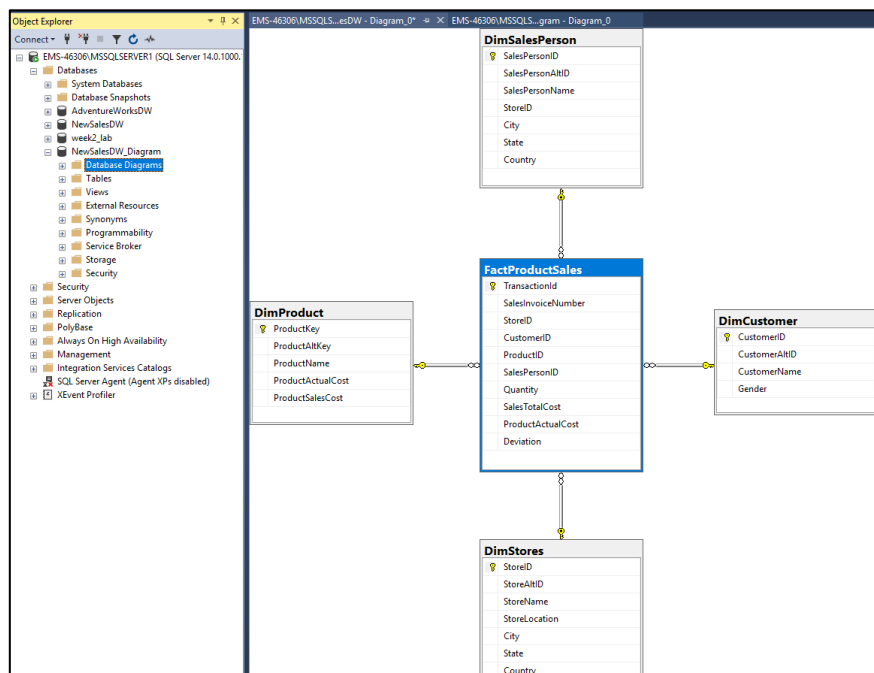 Object Explorer
Connect
EMS-46306\MSSQLSERVER1 (SQL Server 14.0.1000.
Databases
System Databases
Database Snapshots
AdventureWorksDW
NewSalesDW
week2_lab
NewSalesDW_Diagram
Database Diagrams
Tables
Views
External Resources
Synonyms
Programmability
Service Broker
Storage
Security
Security
Server Objects
Replication
PolyBase
Always On High Availability
Management
Integration Services Catalogs
SQL Server Agent (Agent XPs disabled)
XEvent Profiler
EMS-46306\MSSQLS...esDW - Diagram_0*
EMS-46306\MSSQLS...gram - Diagram_0
DimSalesPerson
SalesPersonID
SalesPersonAltID
SalesPersonName
StoreID
City
State
Country
FactProductSales
TransactionId
SalesInvoiceNumber
StoreID
CustomerID
ProductID
SalesPersonID
Quantity
SalesTotalCost
ProductActualCost
Deviation
DimProduct
ProductKey
ProductAltKey
ProductName
ProductActualCost
ProductSalesCost
DimCustomer
CustomerID
CustomerAltID
CustomerName
Gender
DimStores
StoreID
StoreAltID
StoreName
StoreLocation
City
State
Country